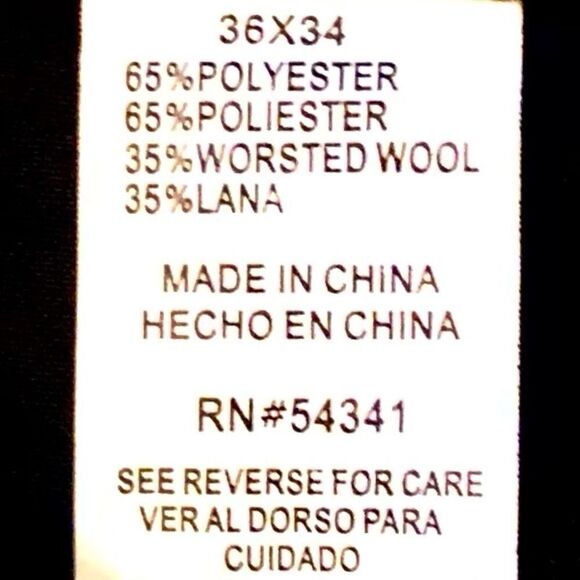 36X34
65%POLYESTER
65%POLIESTER
35%WORSTED WOOL
35%LANA
MADE IN CHINA
HECHO EN CHINA
RN#54341
SEE REVERSE FOR CARE
VER AL DORSO PARA
CUIDADO